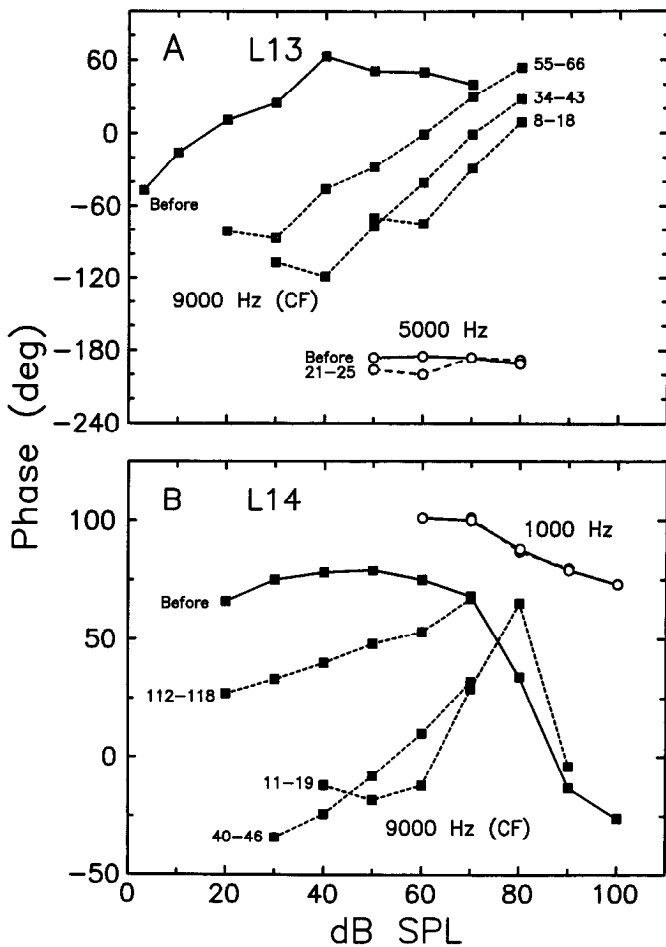 A L13
60
0
−60
−120
−180
−240
55−66
34−43
8−18
Before
9000 Hz (CF)
5000 Hz
Before
21−25
Phase (deg)
B L14
100
50
0
−50
1000 Hz
Before
112−118
11−19
40−46
9000 Hz (CF)
0 20 40 60 80 100
dB SPL